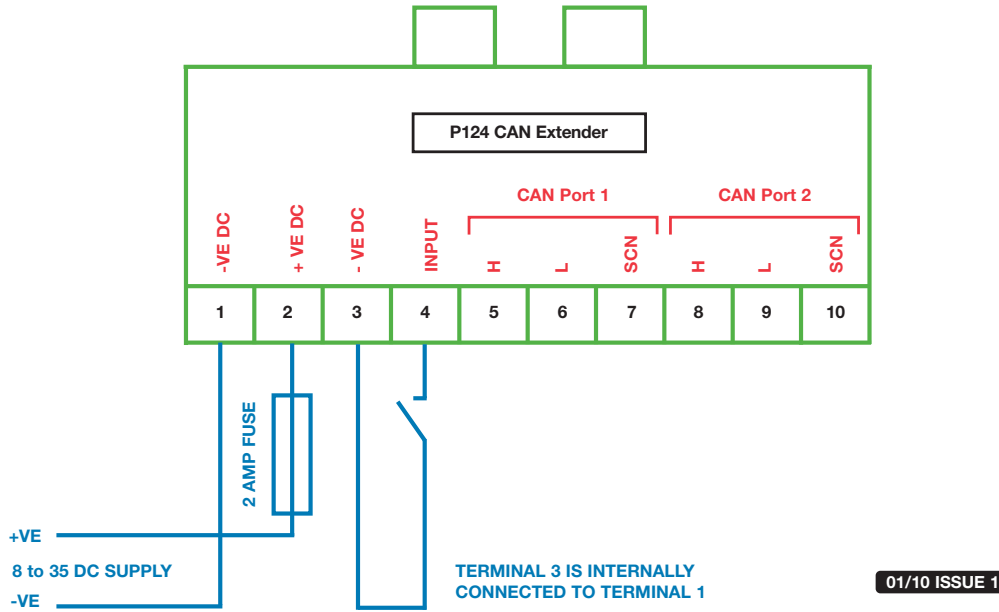 P124 CAN Extender
CAN Port 1
CAN Port 2
-VE DC
+ VE DC
- VE DC
INPUT
H
L
SCN
H
L
SCN
1 2 3 4 5 6 7 8 9 10
2 AMP FUSE
+VE
8 to 35 DC SUPPLY
-VE
TERMINAL 3 IS INTERNALLY
CONNECTED TO TERMINAL 1
01/10 ISSUE 1